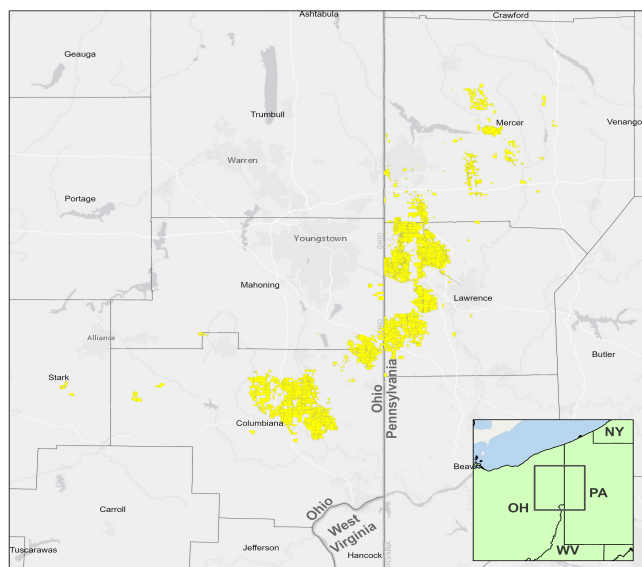 Ashtabula
Crawford
Geauga
Trumbull
Mercer
Venango
Warren
Portage
OHIO
Youngstown
Mahoning
Lawrence
Alliance
Butler
Stark
Ohio
Pennsylvania
Columbiana
NY
Beaver
PA
OH
Carroll
Ohio
West
Virginia
WV
Tuscarawas
Jefferson
Hancock